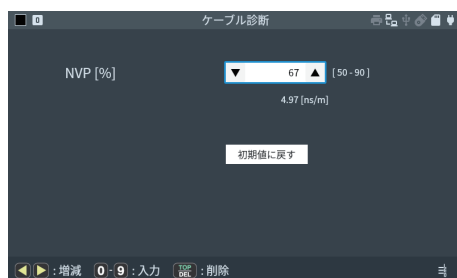 0 ケーブル診断
NVP [%] ▼ 67 ▲ [ 50 - 90 ]
4.97 [ns/m]
初期値に戻す
◀ ▶ : 増減 0 - 9 : 入力 TOP DEL : 削除